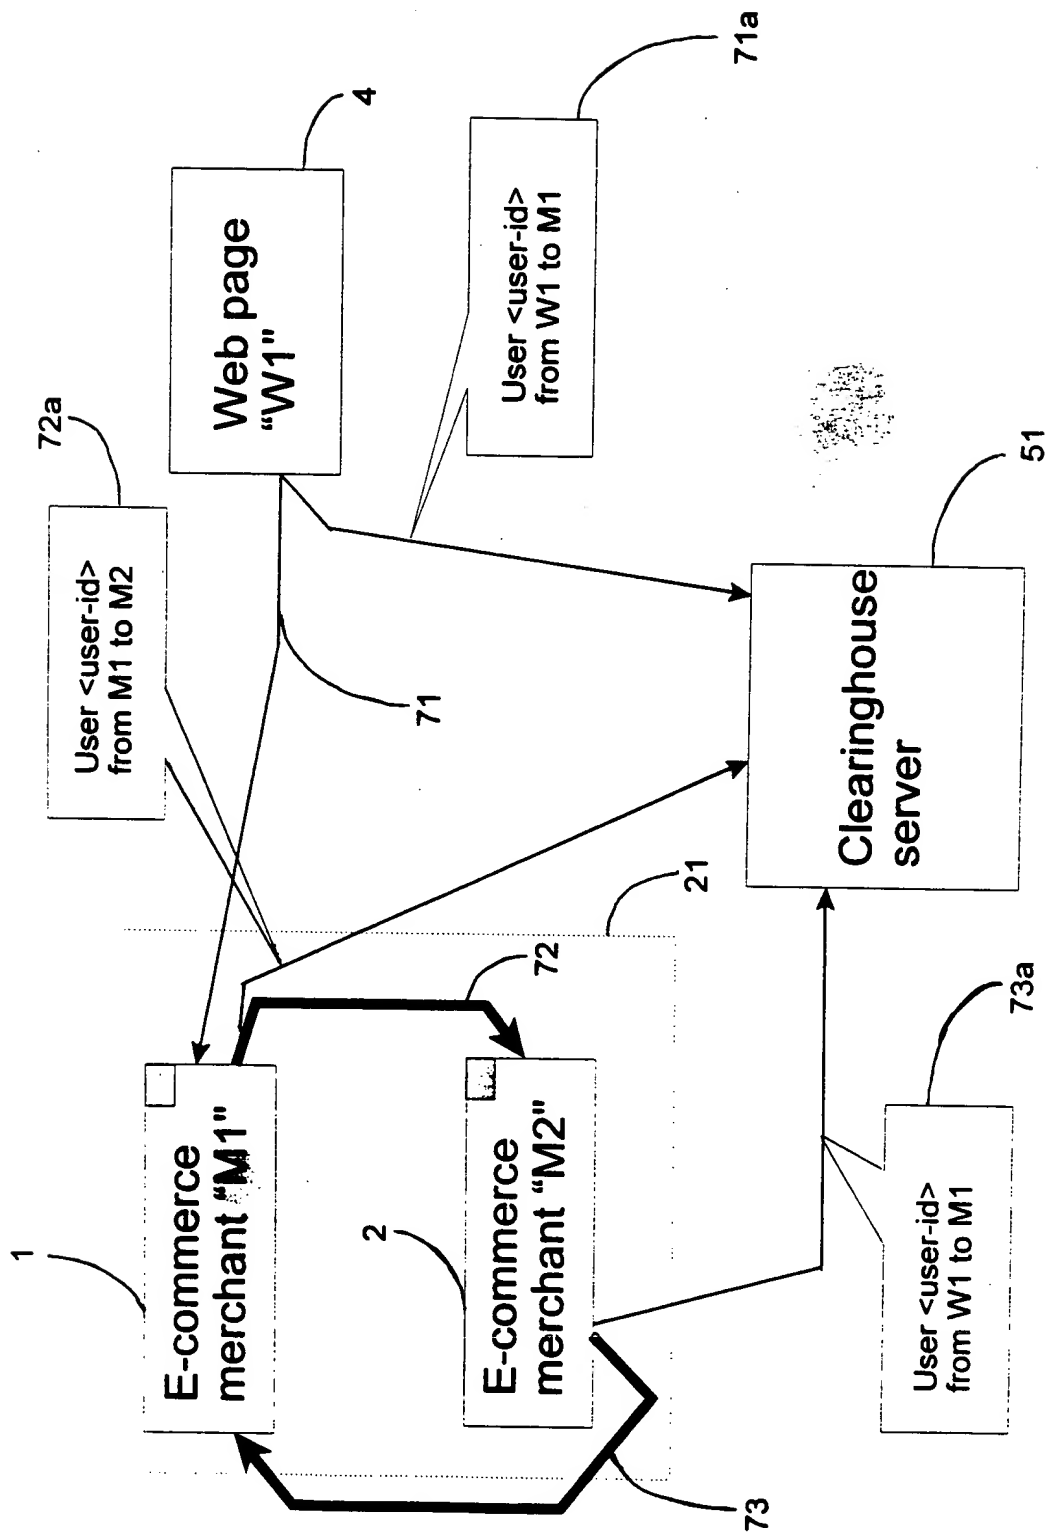 1
72a
User <user-id>
from M1 to M2
E-commerce
merchant “M1"
Web page
“W1"
4
2
71
E-commerce
merchant “M2"
72
User <user-id>
from W1 to M1
21
71a
73
Clearinghouse
server
User <user-id>
from W1 to M1
73a
51